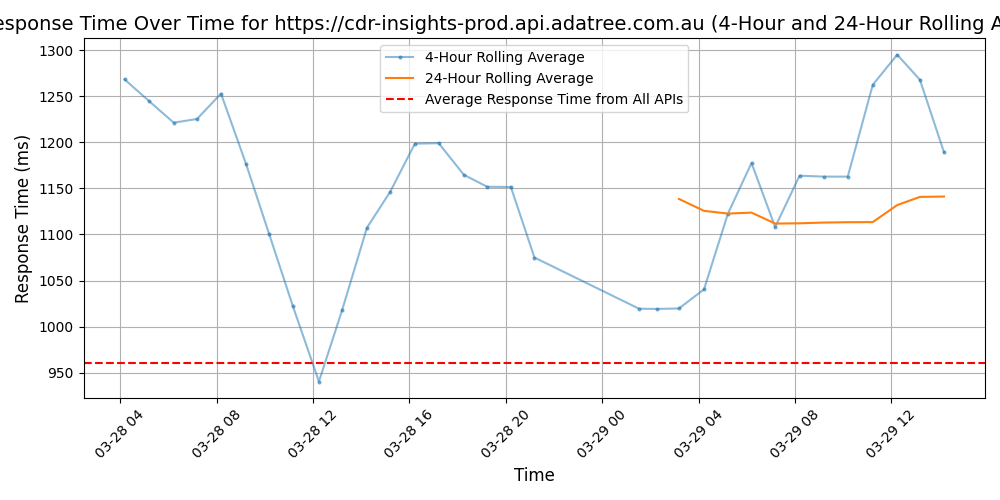 esponse Time Over Time for https://cdr-insights-prod.api.adatree.com.au (4-Hour and 24-Hour Rolling A
4-Hour Rolling Average
24-Hour Rolling Average
Average Response Time from All APIs
Response Time (ms)
1300
1250
1200
1150
1100
1050
1000
950
03-28 04
03-28 08
03-28 12
03-28 16
03-28 20
03-29 00
03-29 04
03-29 08
03-29 12
Time